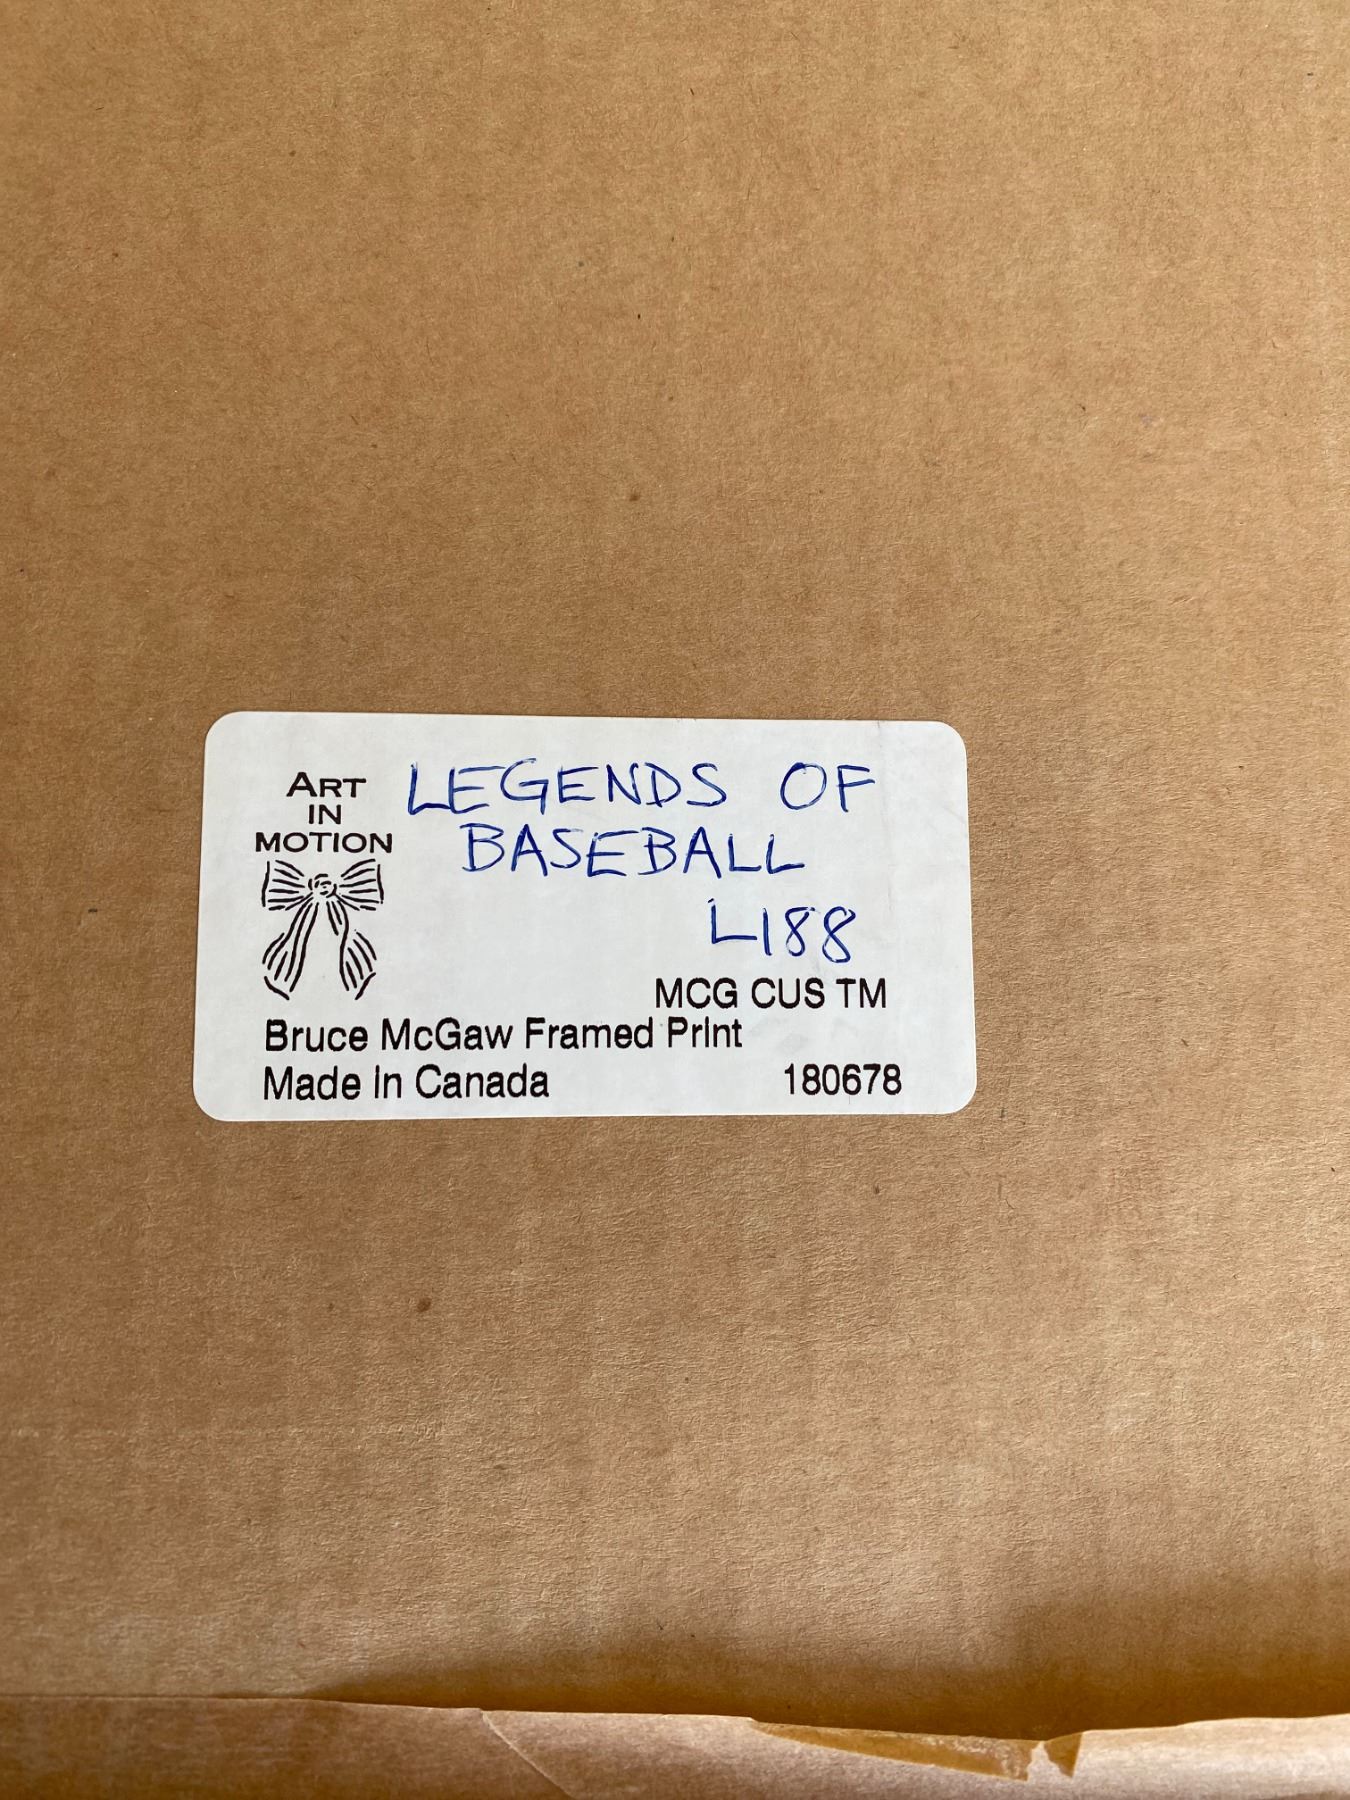 ART
IN
MOTION
LEGENDS OF
BASEBALL
L188
MCG CUS TM
Bruce McGaw Framed Print
Made in Canada 180678